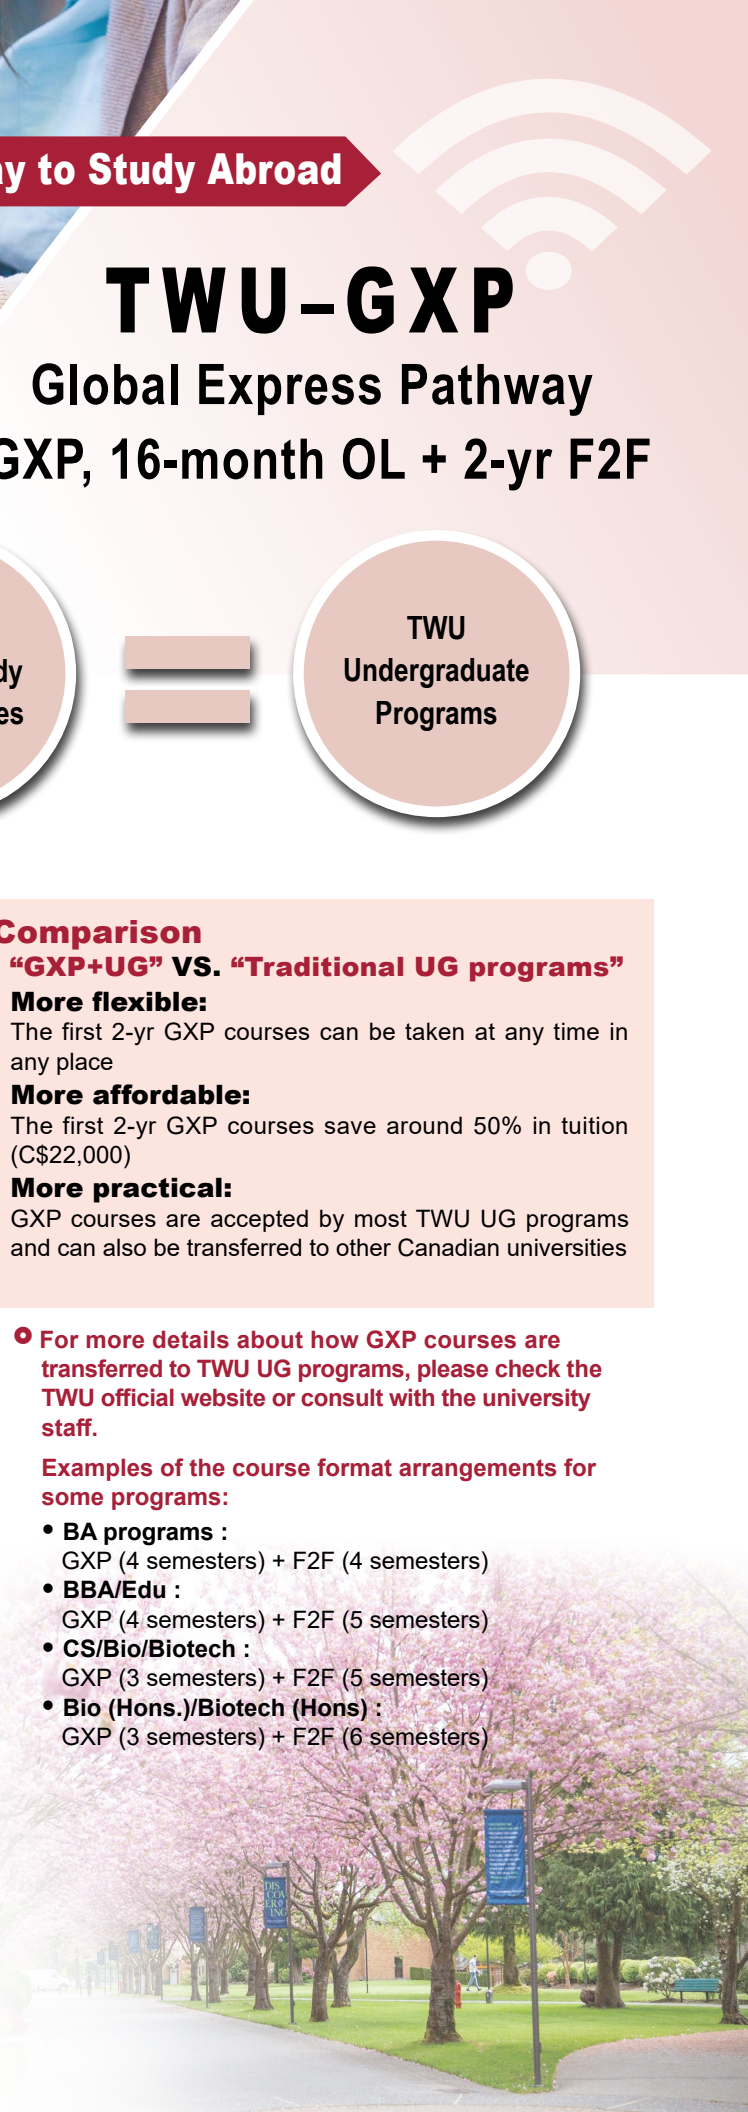 ay to Study Abroad
TWU–GXP
Global Express Pathway
GXP, 16-month OL + 2-yr F2F
dy
es
TWU
Undergraduate
Programs
Comparison
“GXP+UG” VS. “Traditional UG programs”
More flexible:
The first 2-yr GXP courses can be taken at any time in
any place
More affordable:
The first 2-yr GXP courses save around 50% in tuition
(C$22,000)
More practical:
GXP courses are accepted by most TWU UG programs
and can also be transferred to other Canadian universities
For more details about how GXP courses are
transferred to TWU UG programs, please check the
TWU official website or consult with the university
staff.
Examples of the course format arrangements for
some programs:
• BA programs :
GXP (4 semesters) + F2F (4 semesters)
• BBA/Edu :
GXP (4 semesters) + F2F (5 semesters)
• CS/Bio/Biotech :
GXP (3 semesters) + F2F (5 semesters)
• Bio (Hons.)/Biotech (Hons) :
GXP (3 semesters) + F2F (6 semesters)
DIS
COV
ER
ING